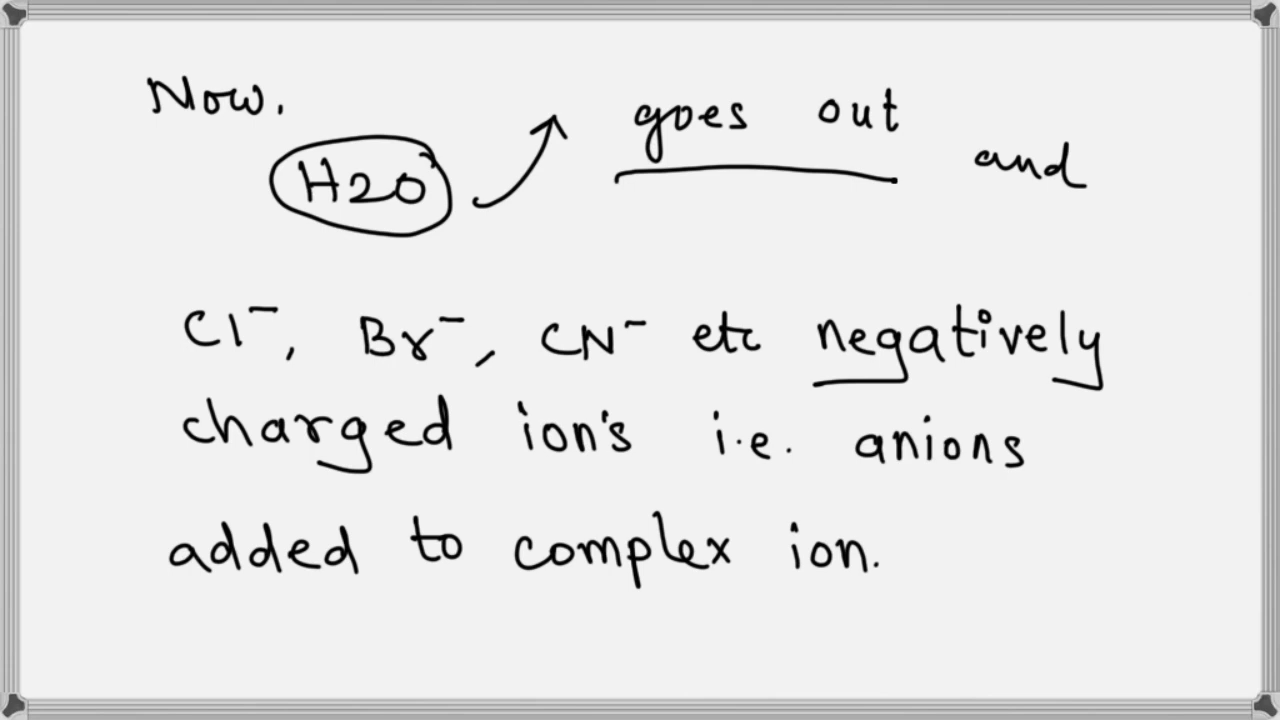 Now.
H2O goes out and
Cl⁻, Br⁻, CN⁻ etc negatively
charged ion's i.e. anions
added to complex ion.